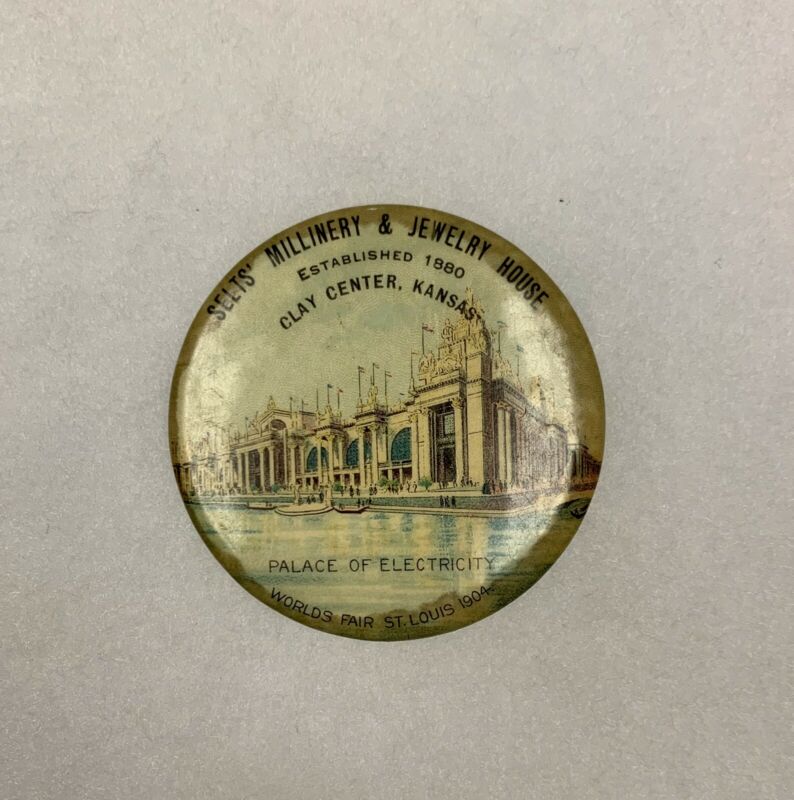 SELTS' MILLINERY & JEWELRY HOUSE
ESTABLISHED 1880
CLAY CENTER, KANSAS
PALACE OF ELECTRICITY
WORLDS FAIR ST. LOUIS 1904.